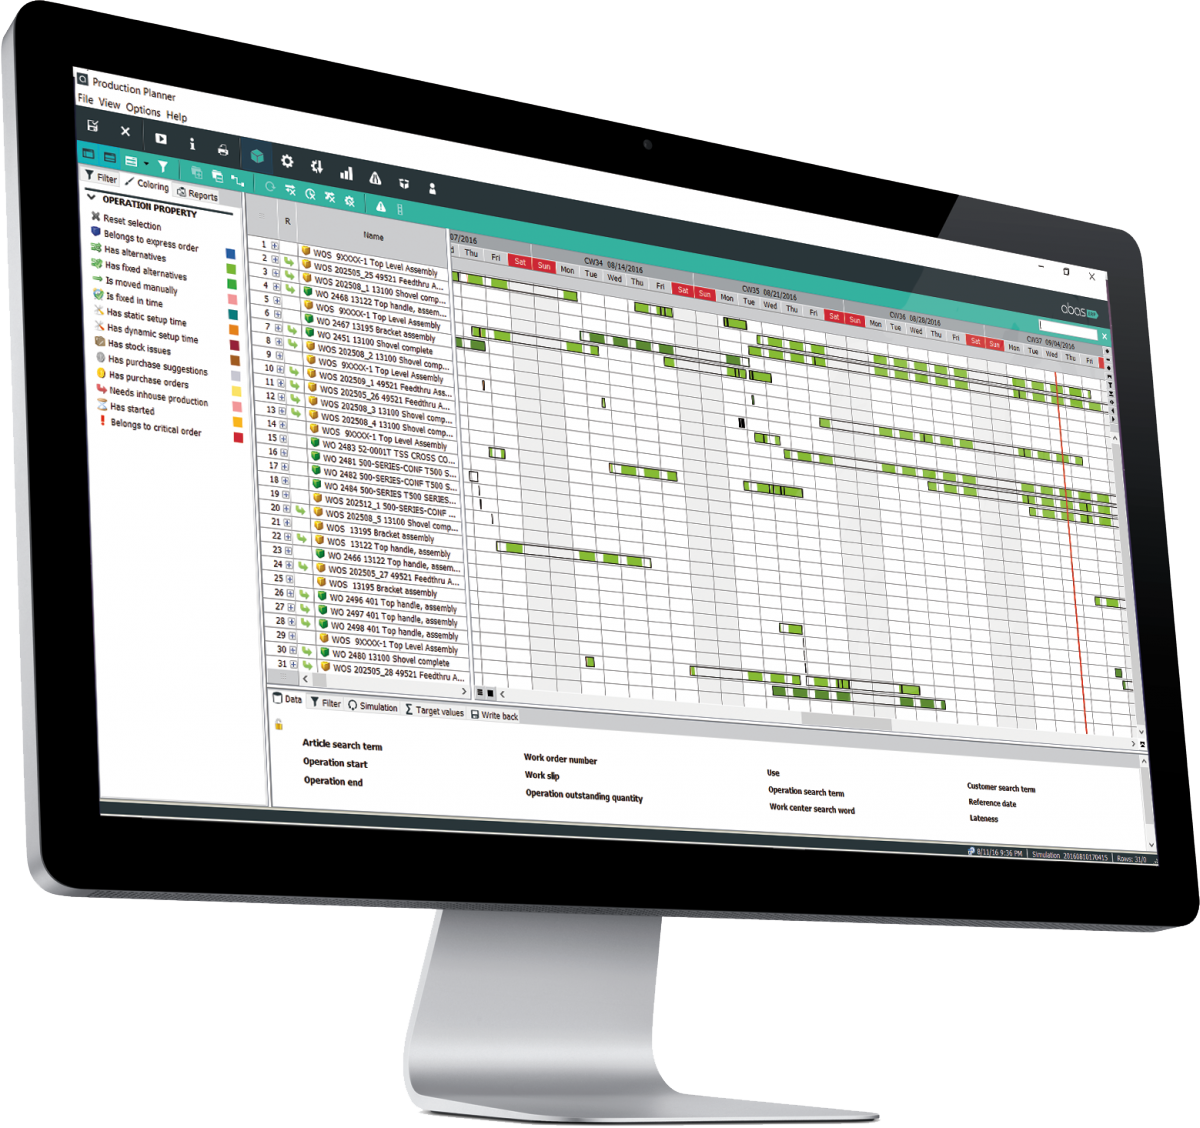 Production Planner
File View Options Help
abas ERP
Filter Coloring Reports
OPERATION PROPERTY
Reset selection
Belongs to express order
Has alternatives
Has fixed alternatives
Is moved manually
Is fixed in time
Has static setup time
Has dynamic setup time
Has stock issues
Has purchase suggestions
Has purchase orders
Needs inhouse production
Has started
Belongs to critical order
R Name
07/2016 CW34 08/14/2016 CW35 08/21/2016 CW36 08/28/2016 CW37 09/04/2016
Thu Fri Sat Sun Mon Tue Wed Thu Fri Sat Sun Mon Tue Wed Thu Fri Sat Sun Mon Tue Wed Thu Fri Sat Sun Mon Tue Wed Thu Fri
1 WOS 9XXXX-1 Top Level Assembly
2 WOS 202505_25 49521 Feedthru A...
3 WOS 202508_1 13100 Shovel comp...
4 WO 2468 13122 Top handle, assem...
5 WOS 9XXXX-1 Top Level Assembly
6 WO 2467 13195 Bracket assembly
7 WO 2451 13100 Shovel complete
8 WOS 202508_2 13100 Shovel comp...
9 WOS 9XXXX-1 Top Level Assembly
10 WOS 202509_1 49521 Feedthru Ass...
11 WOS 202505_26 49521 Feedthru A...
12 WOS 202508_3 13100 Shovel comp...
13 WOS 202508_4 13100 Shovel comp...
14 WOS 9XXXX-1 Top Level Assembly
15 WO 2483 52-0001T TSS CROSS CO...
16 WO 2481 500-SERIES-CONF T500 S...
17 WO 2482 500-SERIES-CONF T500 S...
18 WO 2484 500-SERIES T500 SERIES...
19 WOS 202512_1 500-SERIES-CONF ...
20 WOS 202508_5 13100 Shovel comp...
21 WOS 13195 Bracket assembly
22 WOS 13122 Top handle, assembly
23 WO 2466 13122 Top handle, assem...
24 WOS 202505_27 49521 Feedthru A...
25 WOS 13195 Bracket assembly
26 WO 2496 401 Top handle, assembly
27 WO 2497 401 Top handle, assembly
28 WO 2498 401 Top handle, assembly
29 WOS 9XXXX-1 Top Level Assembly
30 WO 2480 13100 Shovel complete
31 WOS 202505_28 49521 Feedthru A...
Data Filter Simulation Target values Write back
Article search term
Operation start
Operation end
Work order number
Work slip
Operation outstanding quantity
Use
Operation search term
Work center search word
Customer search term
Reference date
Lateness
8/11/16 9:36 PM Simulation 20160810170415 Rows: 31/0